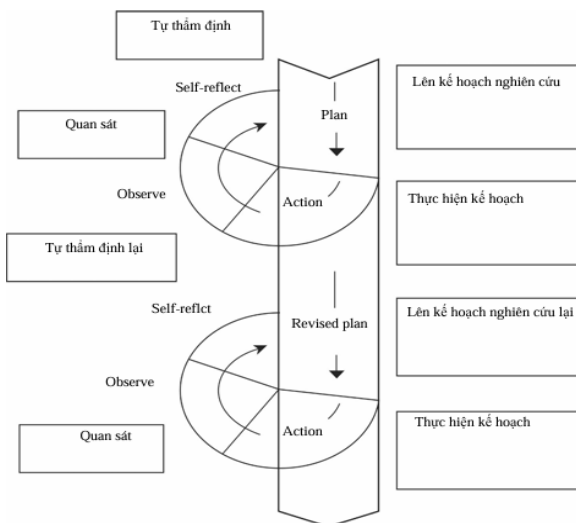 Tự thẩm định
Self-reflect
Lên kế hoạch nghiên cứu
Plan
Quan sát
Observe
Action
Thực hiện kế hoạch
Tự thẩm định lại
Self-reflct
Revised plan
Lên kế hoạch nghiên cứu lại
Observe
Action
Thực hiện kế hoạch
Quan sát